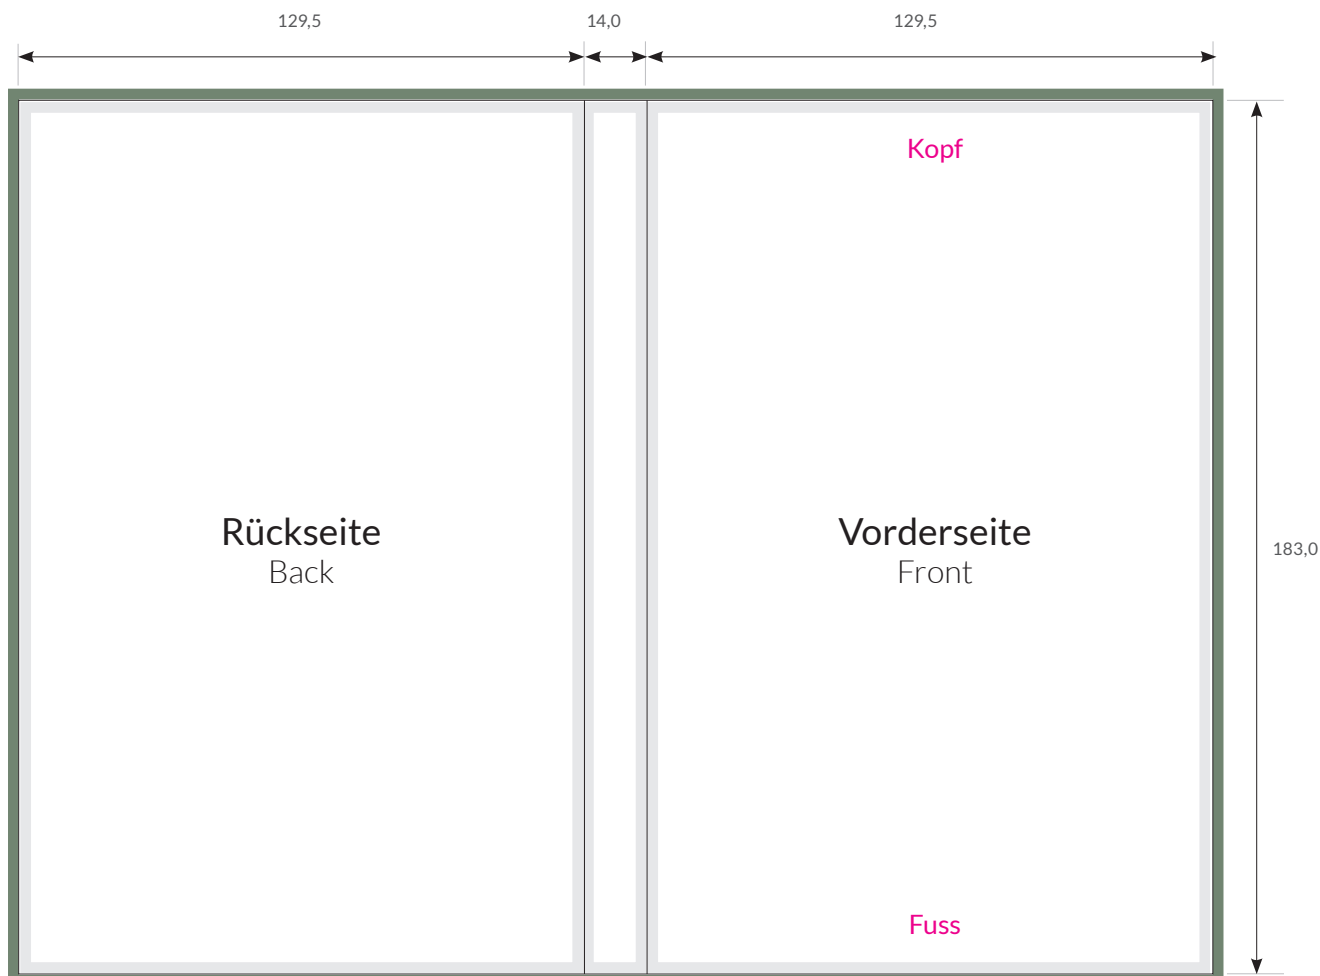 129,5
14,0
129,5
Kopf
Rückseite
Back
Vorderseite
Front
183,0
Fuss